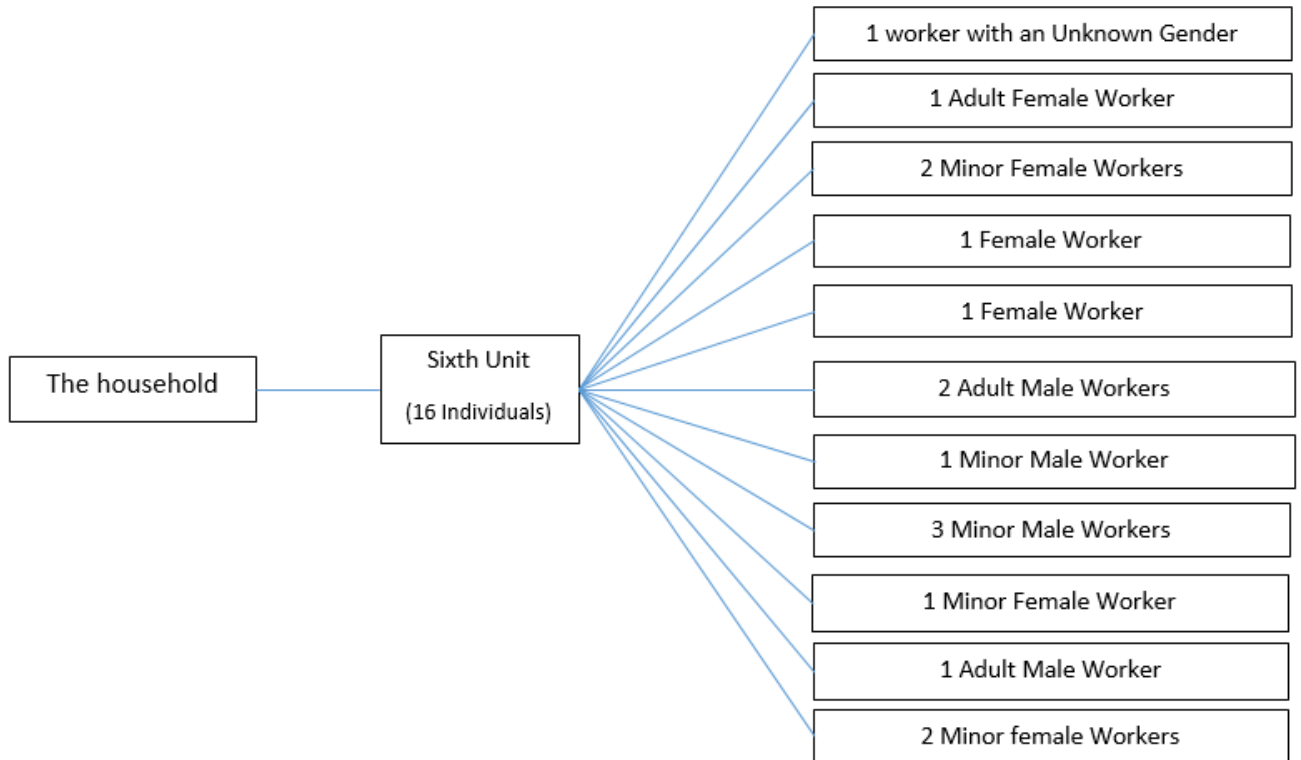 1 worker with an Unknown Gender
1 Adult Female Worker
2 Minor Female Workers
1 Female Worker
1 Female Worker
The household
Sixth Unit
(16 Individuals)
2 Adult Male Workers
1 Minor Male Worker
3 Minor Male Workers
1 Minor Female Worker
1 Adult Male Worker
2 Minor female Workers